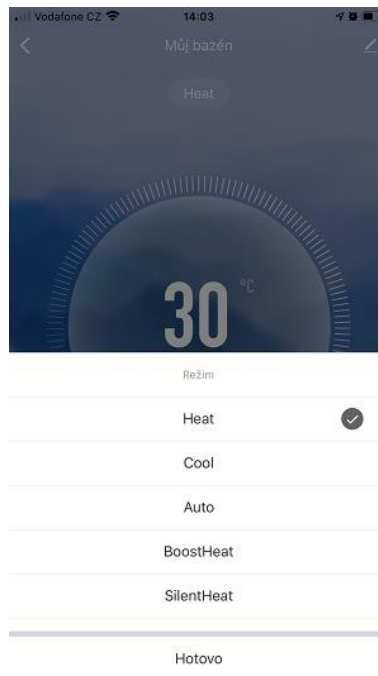 Vodafone CZ 14:03
Můj bazén
Heat
30 °C
Režim
Heat
Cool
Auto
BoostHeat
SilentHeat
Hotovo